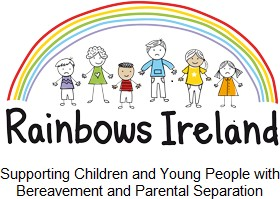 Rainbows Ireland
Supporting Children and Young People with
Bereavement and Parental Separation